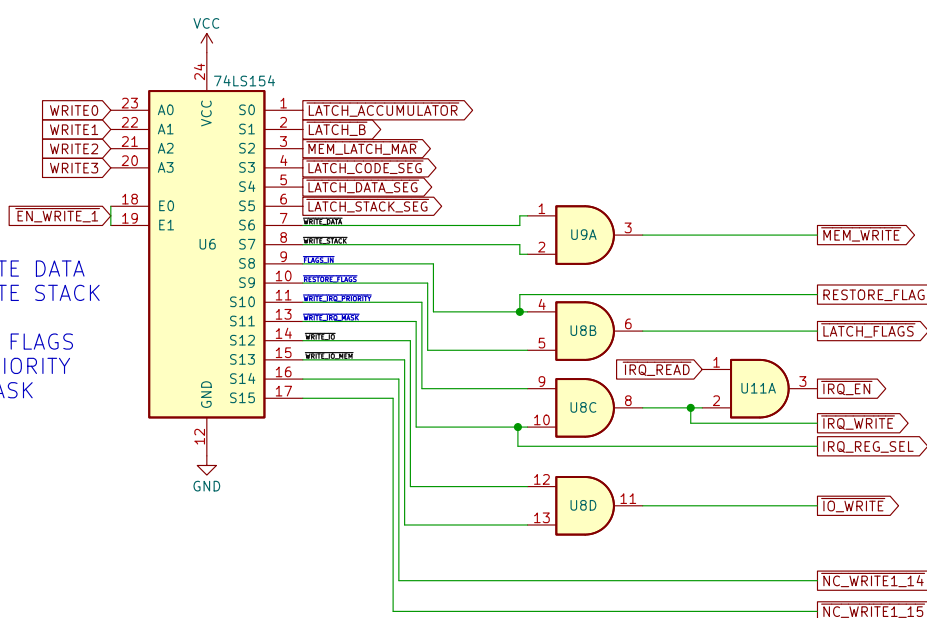 VCC
24
74LS154
WRITE0 23 A0 VCC S0 1 LATCH_ACCUMULATOR
WRITE1 22 A1 S1 2 LATCH_B
WRITE2 21 A2 S2 3 MEM_LATCH_MAR
WRITE3 20 A3 S3 4 LATCH_CODE_SEG
S4 5 LATCH_DATA_SEG
18 E0 S5 6 LATCH_STACK_SEG
EN_WRITE_1 19 E1 S6 7 WRITE_DATA
1 2 U9A 3 MEM_WRITE
U6 S7 8 WRITE_STACK
S8 9 FLAGS_IN
TE DATA
S9 10 RESTORE_FLAGS
TE STACK
RESTORE_FLAG
S10 11 WRITE_IRQ_PRIORITY
4 5 U8B 6 LATCH_FLAGS
S11 13 WRITE_IRQ_MASK
FLAGS
S12 14 WRITE_IO
IORITY
S13 15 WRITE_IO_MEM
IRQ_READ 1 2 U11A 3 IRQ_EN
ASK
S14 16
GND S15 17
9 10 U8C 8 IRQ_WRITE
IRQ_REG_SEL
12
GND
12 13 U8D 11 IO_WRITE
NC_WRITE1_14
NC_WRITE1_15